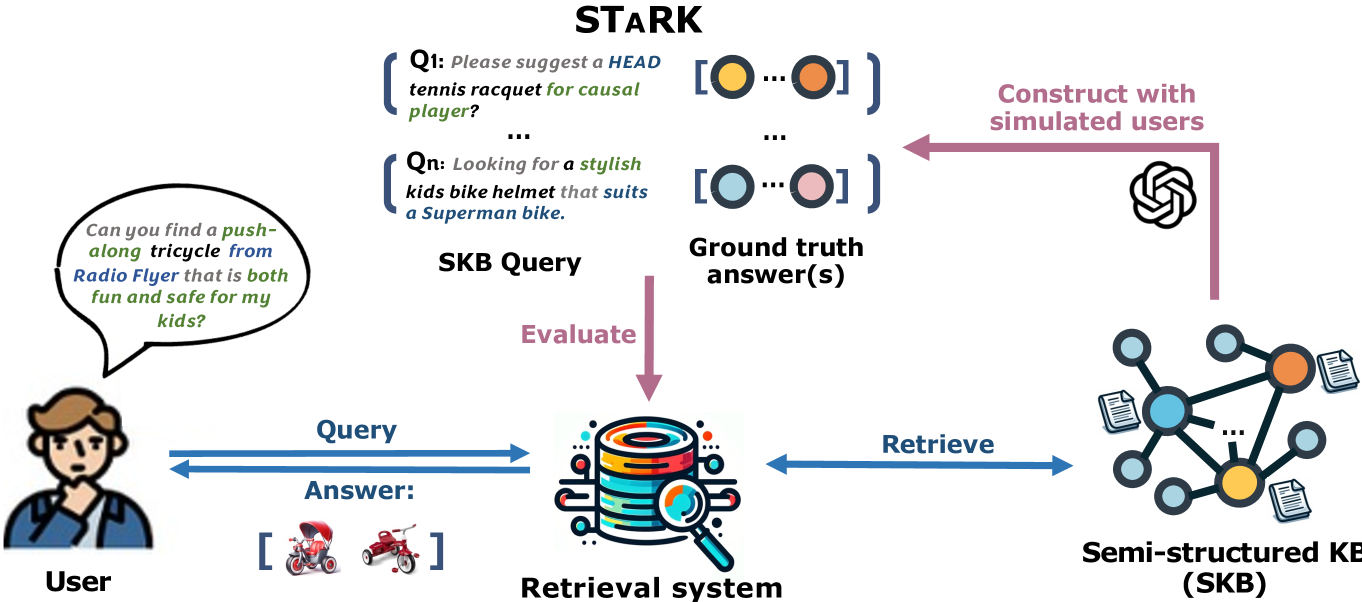 STARK
Q1: Please suggest a HEAD
tennis racquet for causal
player?
[ ... ]
...
...
Qn: Looking for a stylish
kids bike helmet that suits
a Superman bike.
[ ... ]
SKB Query
Ground truth
answer(s)
Construct with
simulated users
Can you find a push-
along tricycle from
Radio Flyer that is both
fun and safe for my
kids?
Evaluate
Query
Answer:
[ ]
Retrieve
...
User
Retrieval system
Semi-structured KB
(SKB)